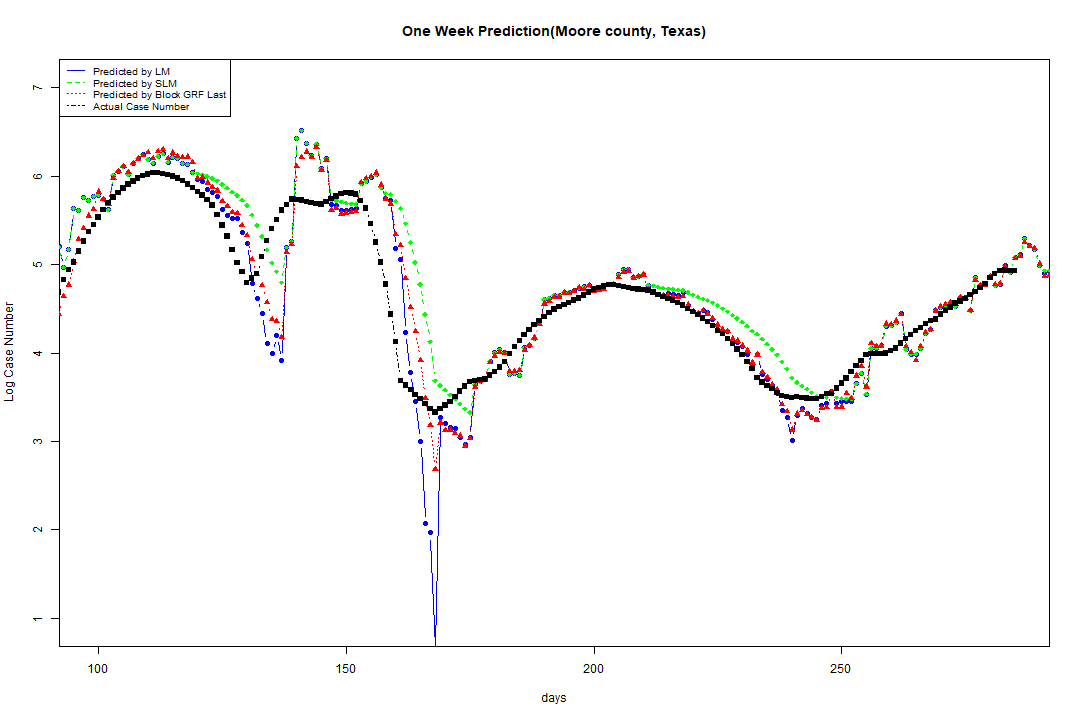 One Week Prediction(Moore county, Texas)
Predicted by LM
Predicted by SLM
Predicted by Block GRF Last
Actual Case Number
7
6
5
4
3
2
1
Log Case Number
100 150 200 250
days